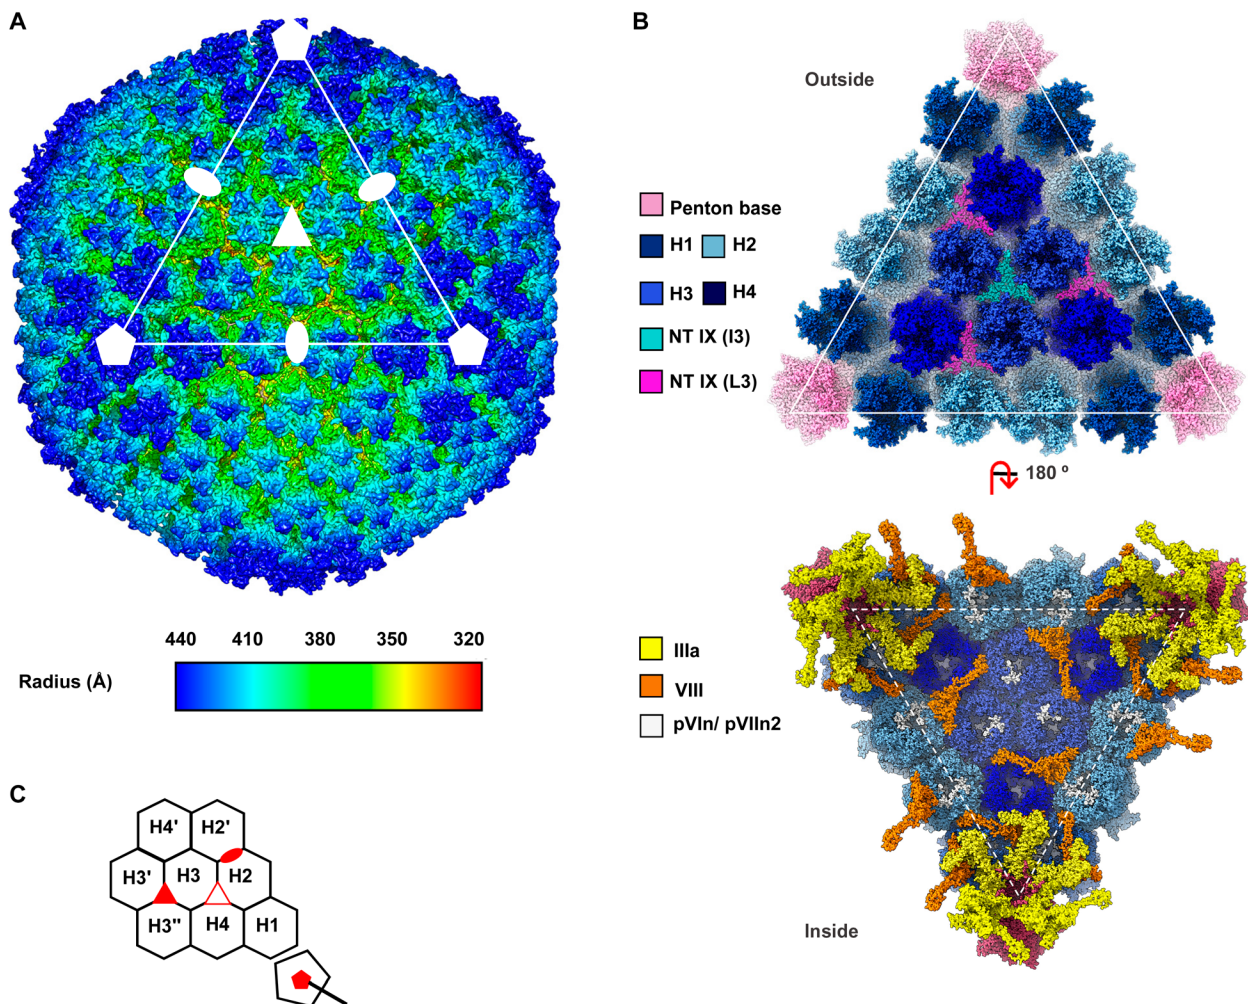 A
B
Outside
Penton base
H1 H2
H3 H4
NT IX (I3)
NT IX (L3)
180 º
440 410 380 350 320
Radius (Å)
IIIa
VIII
pVIn/ pVIIn2
Inside
C
H4' H2'
H3' H3 H2
H3" H4 H1